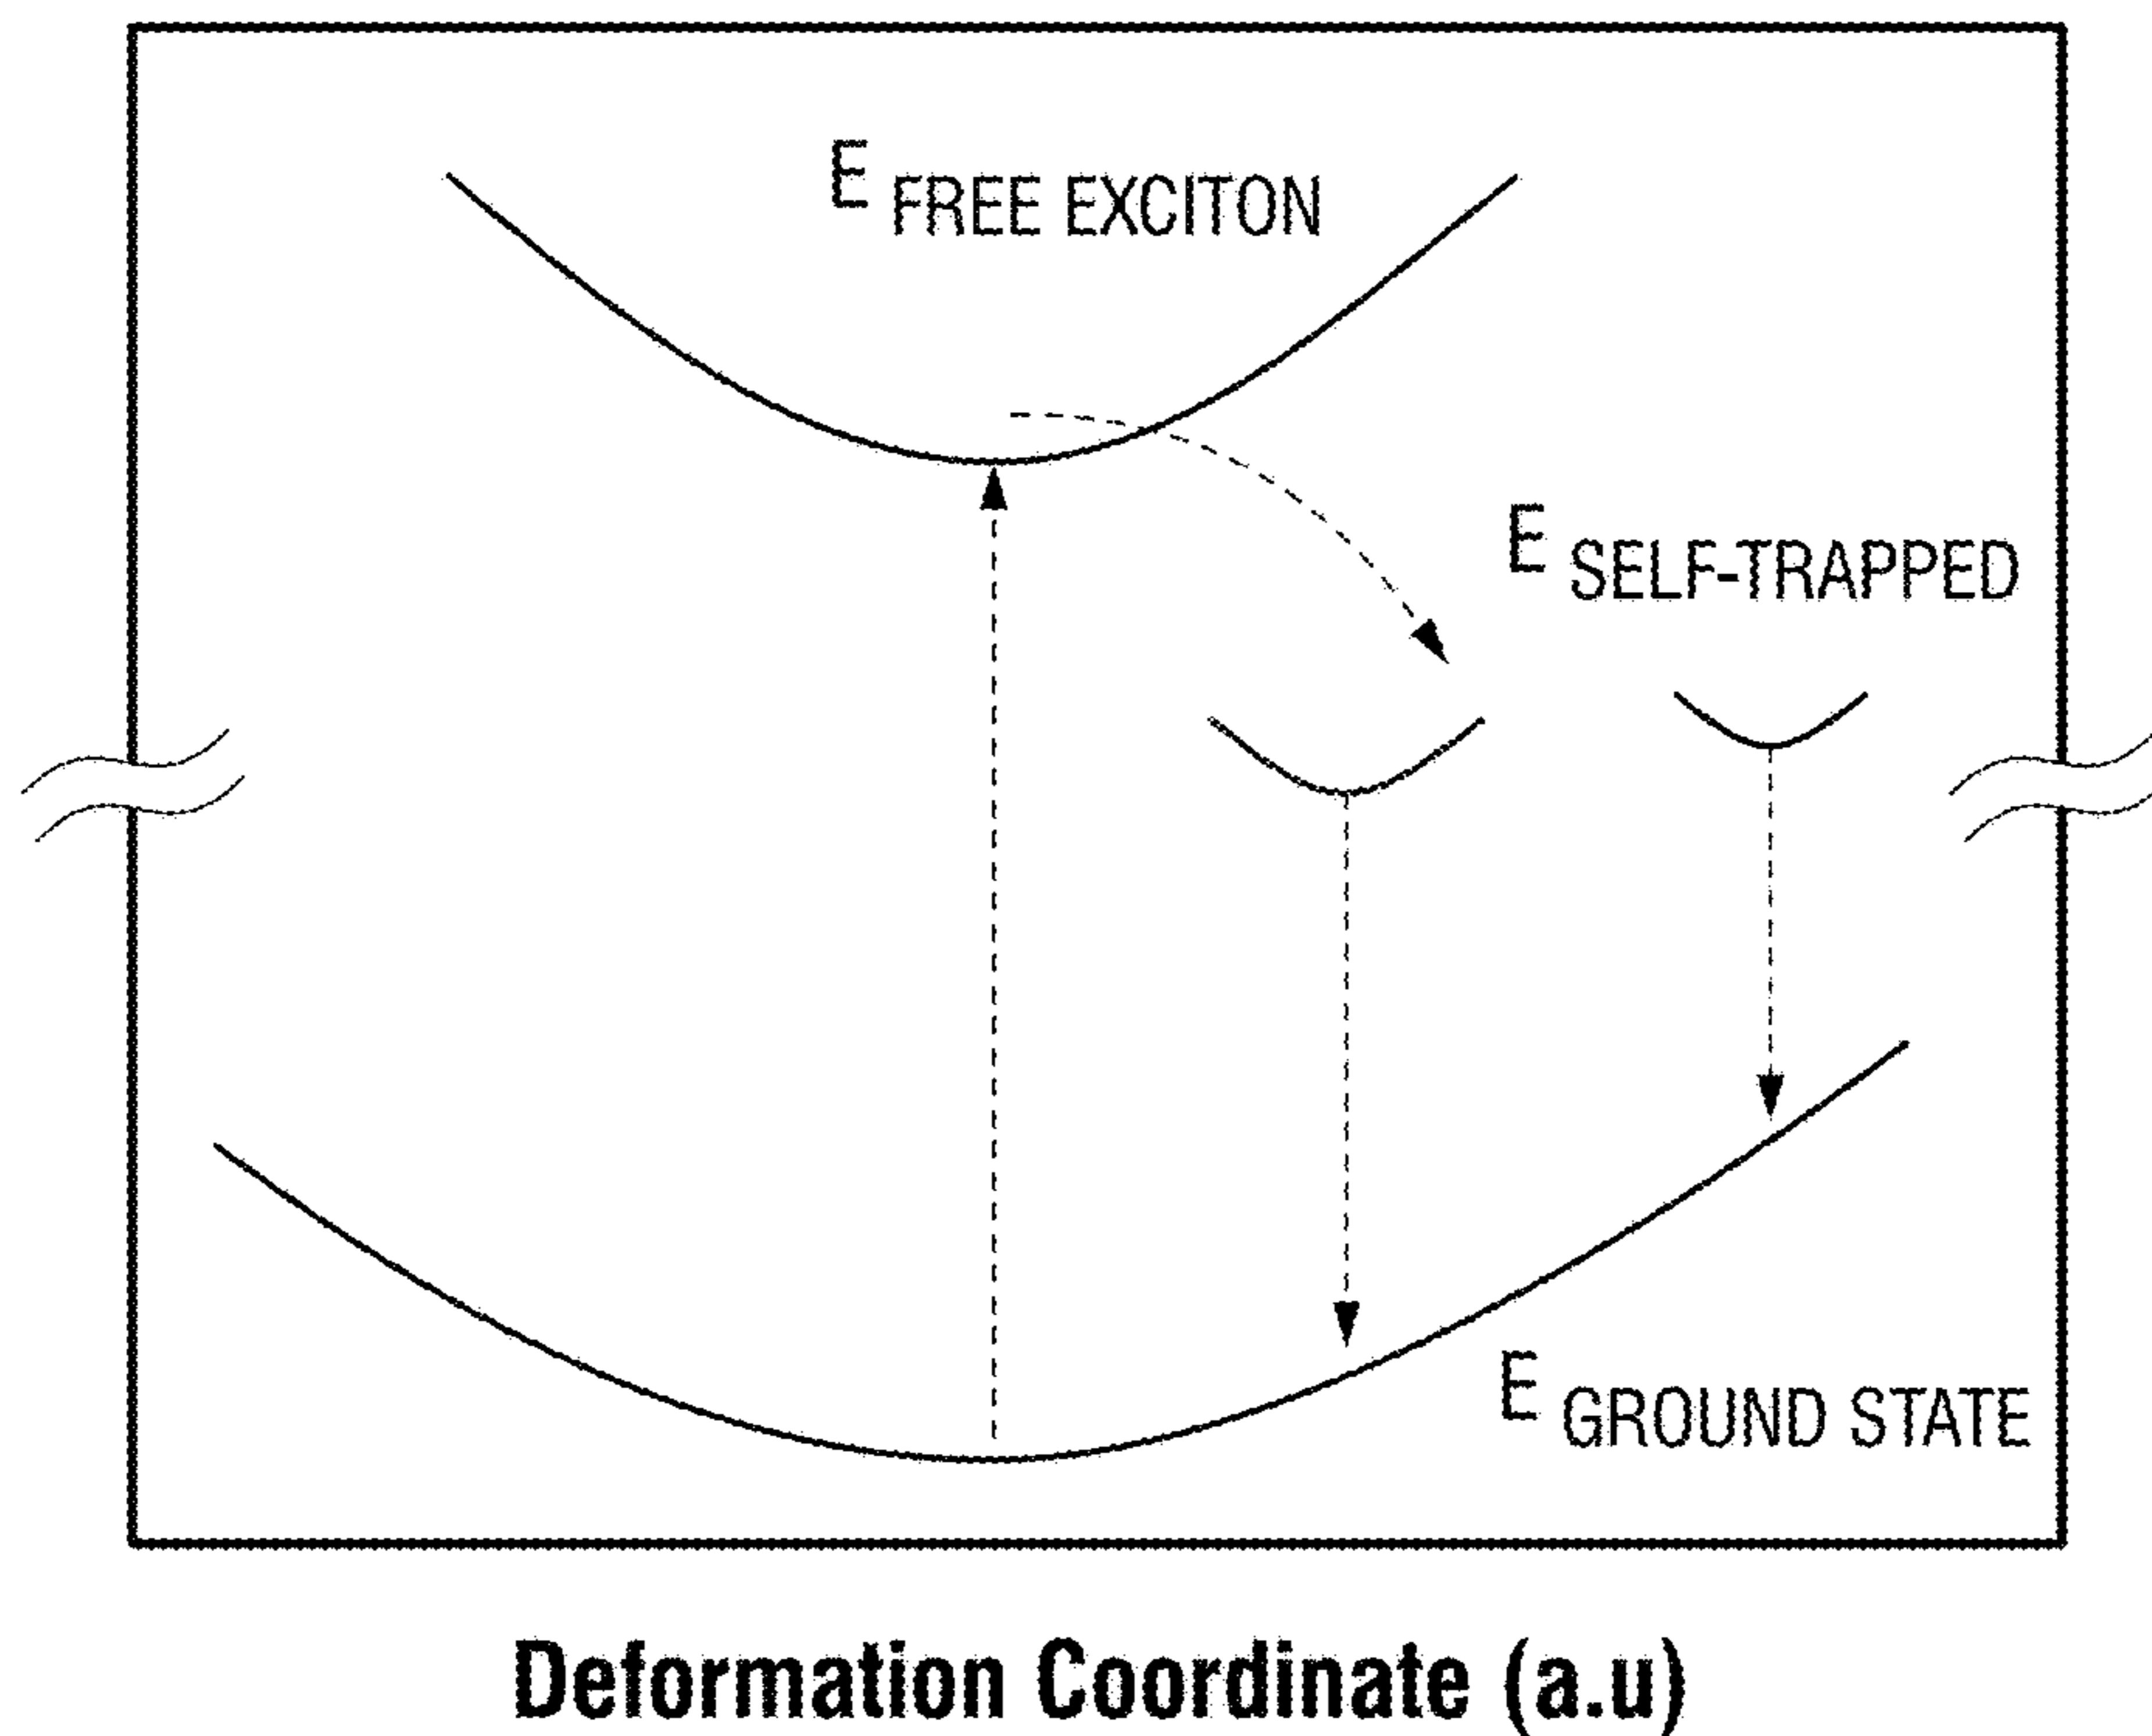 E FREE EXCITON
E SELF-TRAPPED
E GROUND STATE
Deformation Coordinate (a.u)